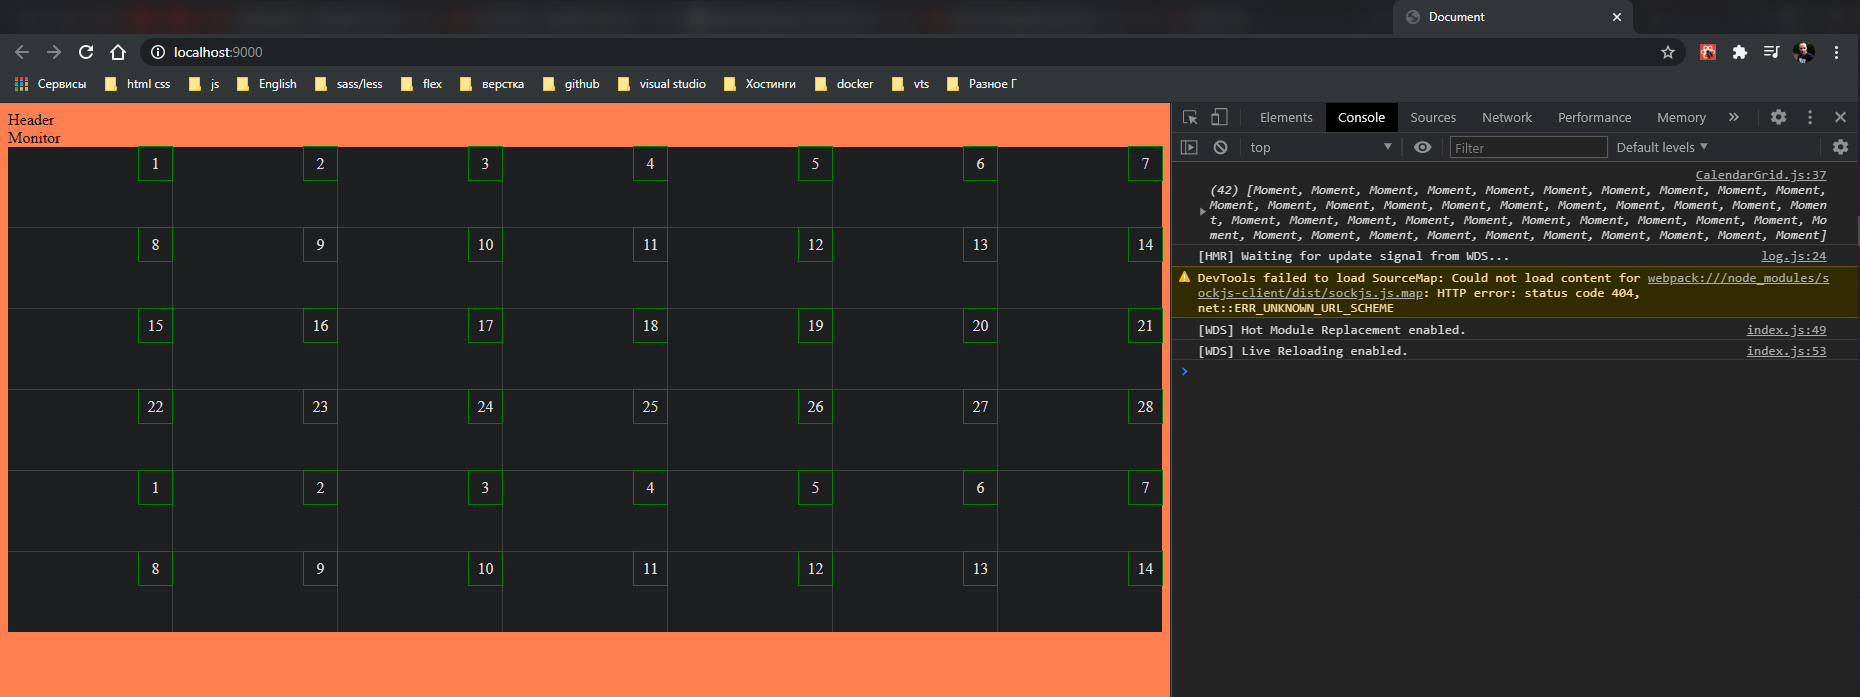 Document
localhost:9000
Сервисы html css js English sass/less flex верстка github visual studio Хостинги docker vts Разное Г
Header
Monitor
1 2 3 4 5 6 7
8 9 10 11 12 13 14
15 16 17 18 19 20 21
22 23 24 25 26 27 28
1 2 3 4 5 6 7
8 9 10 11 12 13 14
Elements Console Sources Network Performance Memory »
top Filter Default levels
CalendarGrid.js:37
(42) [Moment, Moment, Moment, Moment, Moment, Moment, Moment, Moment, Moment, Moment,
Moment, Moment, Moment, Moment, Moment, Moment, Moment, Moment, Moment, Moment, Momen
t, Moment, Moment, Moment, Moment, Moment, Moment, Moment, Moment, Moment, Moment, Mo
ment, Moment, Moment, Moment, Moment, Moment, Moment, Moment, Moment, Moment, Moment]
[HMR] Waiting for update signal from WDS... log.js:24
DevTools failed to load SourceMap: Could not load content for webpack:///node_modules/s
ockjs-client/dist/sockjs.js.map: HTTP error: status code 404,
net::ERR_UNKNOWN_URL_SCHEME
[WDS] Hot Module Replacement enabled. index.js:49
[WDS] Live Reloading enabled. index.js:53